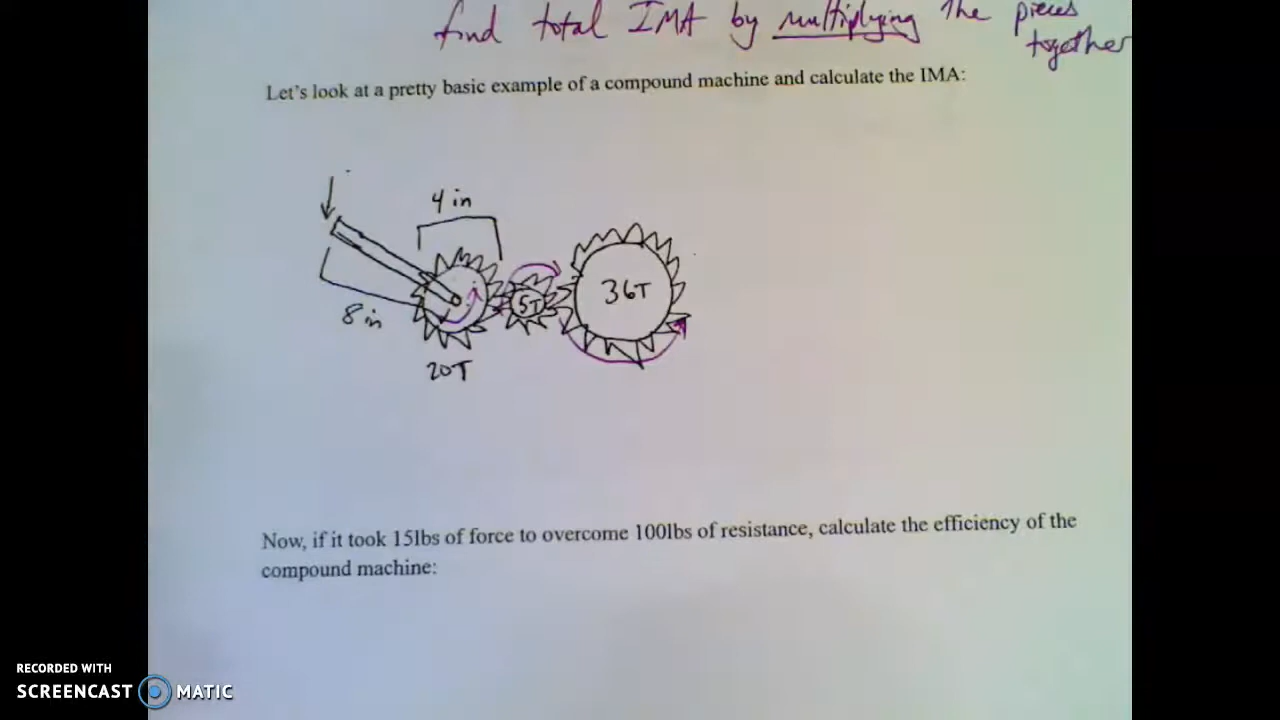 find total IMA by multiplying the pieces
together
Let's look at a pretty basic example of a compound machine and calculate the IMA:
4 in
5T
36T
8 in
20T
Now, if it took 15lbs of force to overcome 100lbs of resistance, calculate the efficiency of the
compound machine:
RECORDED WITH
SCREENCAST MATIC